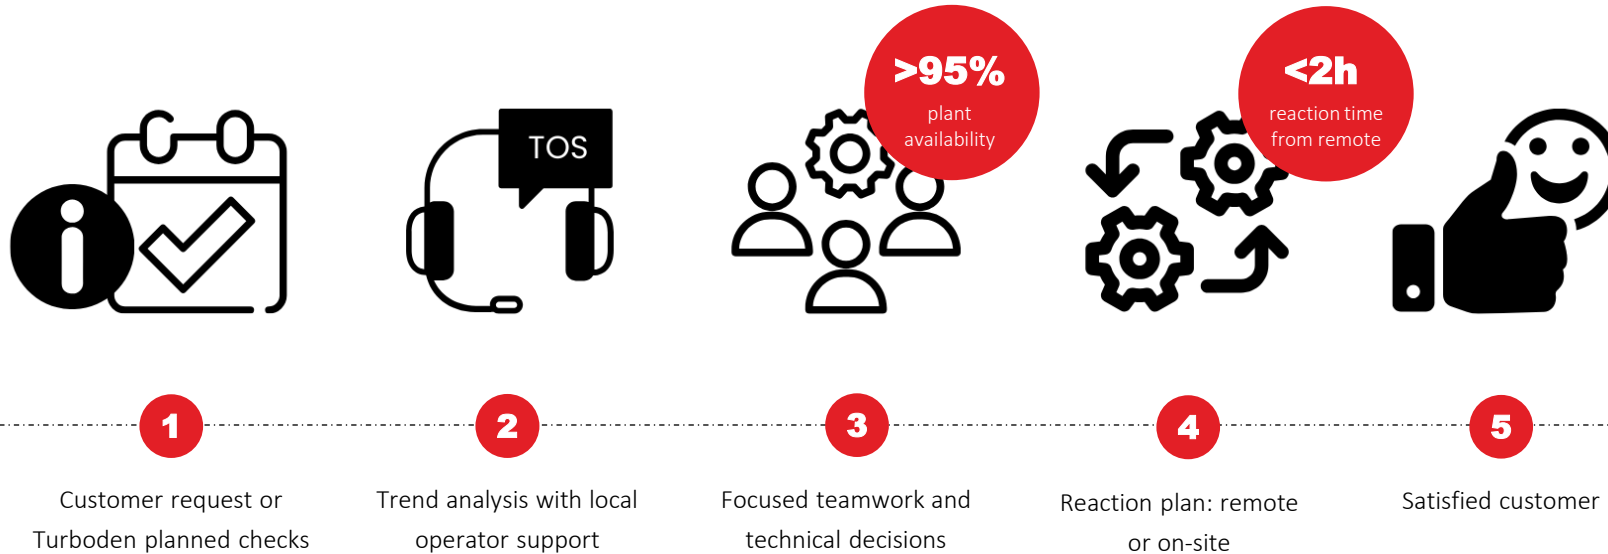 >95%
plant
availability
<2h
reaction time
from remote
TOS
1
2
3
4
5
Customer request or
Turboden planned checks
Trend analysis with local
operator support
Focused teamwork and
technical decisions
Reaction plan: remote
or on-site
Satisfied customer